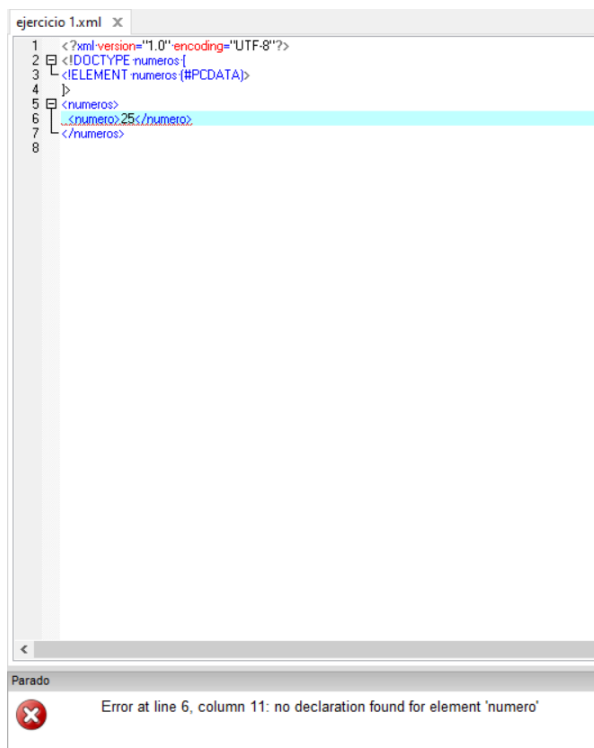 ejercicio 1.xml X
1 <?xml version="1.0" encoding="UTF-8"?>
2 <!DOCTYPE numeros [
3 <!ELEMENT numeros (#PCDATA)>
4 ]>
5 <numeros>
6 <numero>25</numero>
7 </numeros>
8
Parado
Error at line 6, column 11: no declaration found for element 'numero'